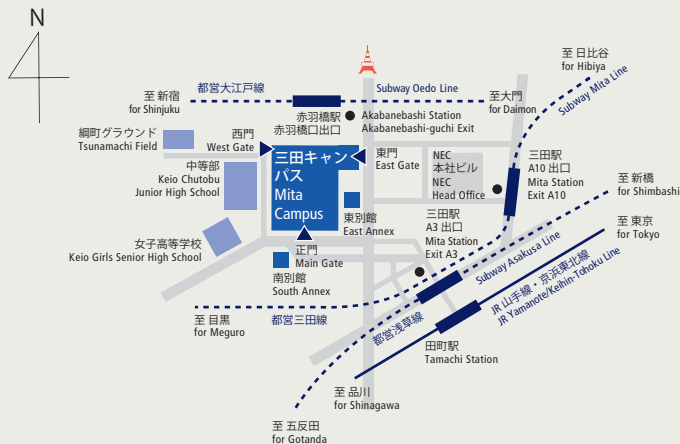 N
至 日比谷
for Hibiya
Subway Mita Line
至 新宿
for Shinjuku
都営大江戸線
Subway Oedo Line
至大門
for Daimon
赤羽橋駅
赤羽橋口出口
Akabanebashi Station
Akabanebashi-guchi Exit
綱町グラウンド
Tsunamachi Field
西門
West Gate
三田キャン
パス
Mita
Campus
東門
East Gate
NEC
本社ビル
NEC
Head Office
三田駅
A10 出口
Mita Station
Exit A10
中等部
Keio Chutobu
Junior High School
至 新橋
for Shimbashi
東別館
East Annex
三田駅
A3 出口
Mita Station
Exit A3
至 東京
for Tokyo
女子高等学校
Keio Girls Senior High School
正門
Main Gate
南別館
South Annex
Subway Asakusa Line
JR 山手線・京浜東北線
JR Yamanote/Keihin-Tohoku Line
至 目黒
for Meguro
都営三田線
都営浅草線
田町駅
Tamachi Station
至 品川
for Shinagawa
至 五反田
for Gotanda